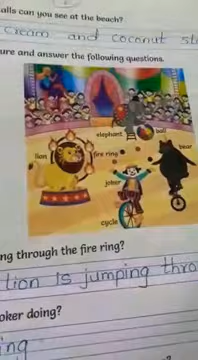 alls can you see at the beach?
cream and coconut st
ure and answer the following questions.
elephant
ball
bear
lion
fire ring
joker
cycle
ng through the fire ring?
lion is jumping thro
oker doing?
ing